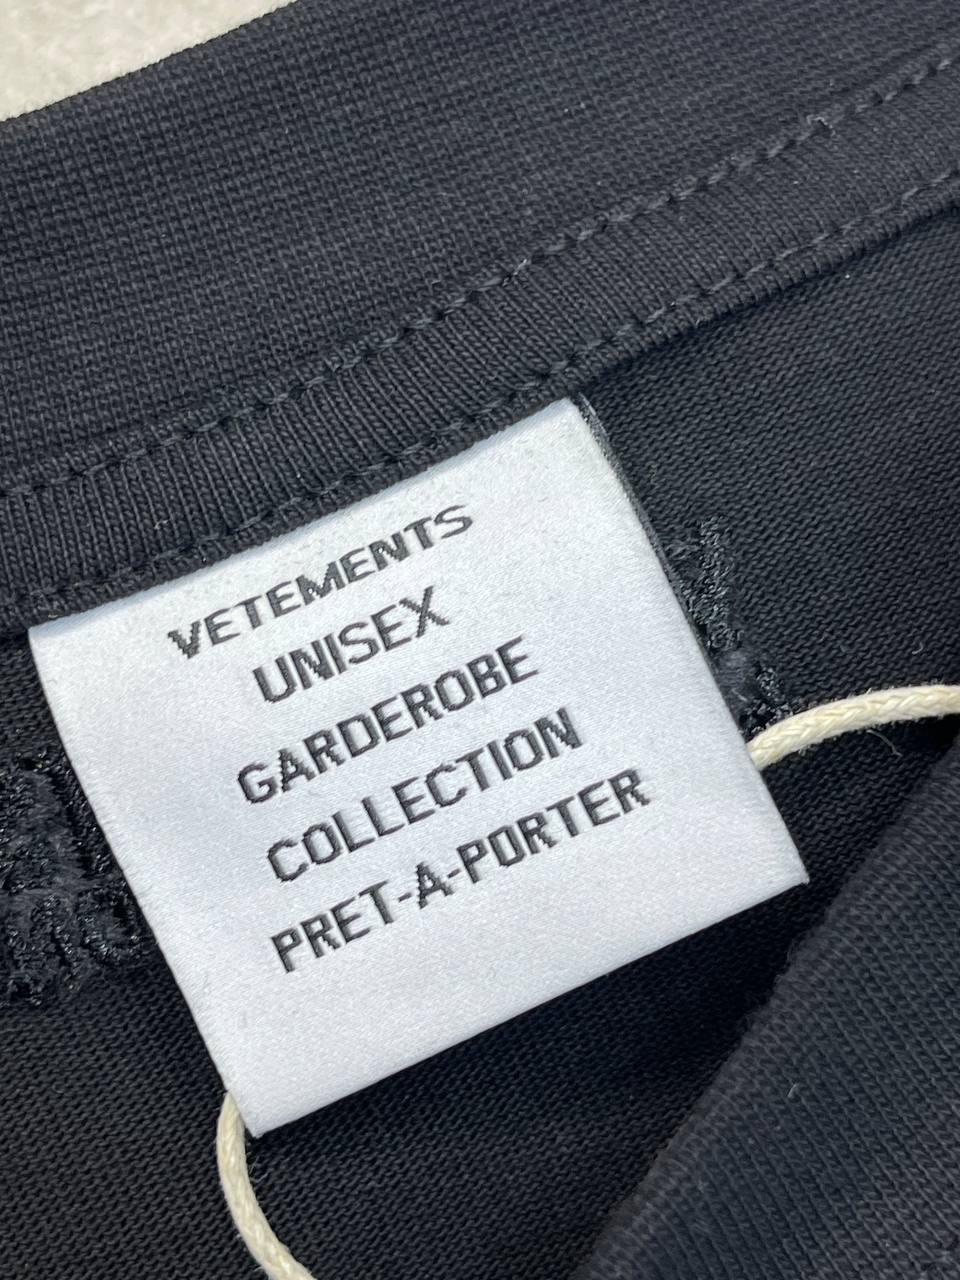 VETEMENTS
UNISEX
GARDEROBE
COLLECTION
PRET-A-PORTER